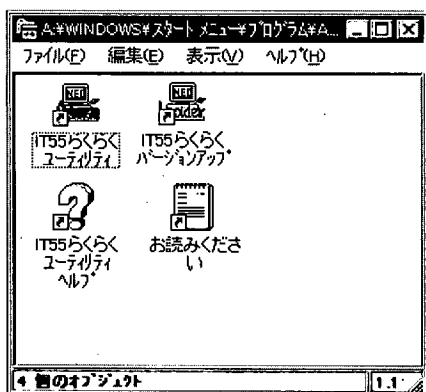 A:¥WINDOWS¥スタート メニュー¥プログラム¥A...
ファイル(F) 編集(E) 表示(V) ヘルプ(H)
NEC
NEC
IT55らくらく
ユーティリティ
IT55らくらく
バージョンアップ
IT55らくらく
ユーティリティ
ヘルプ
お読みくださ
い
4 個のオブジェクト
1.1